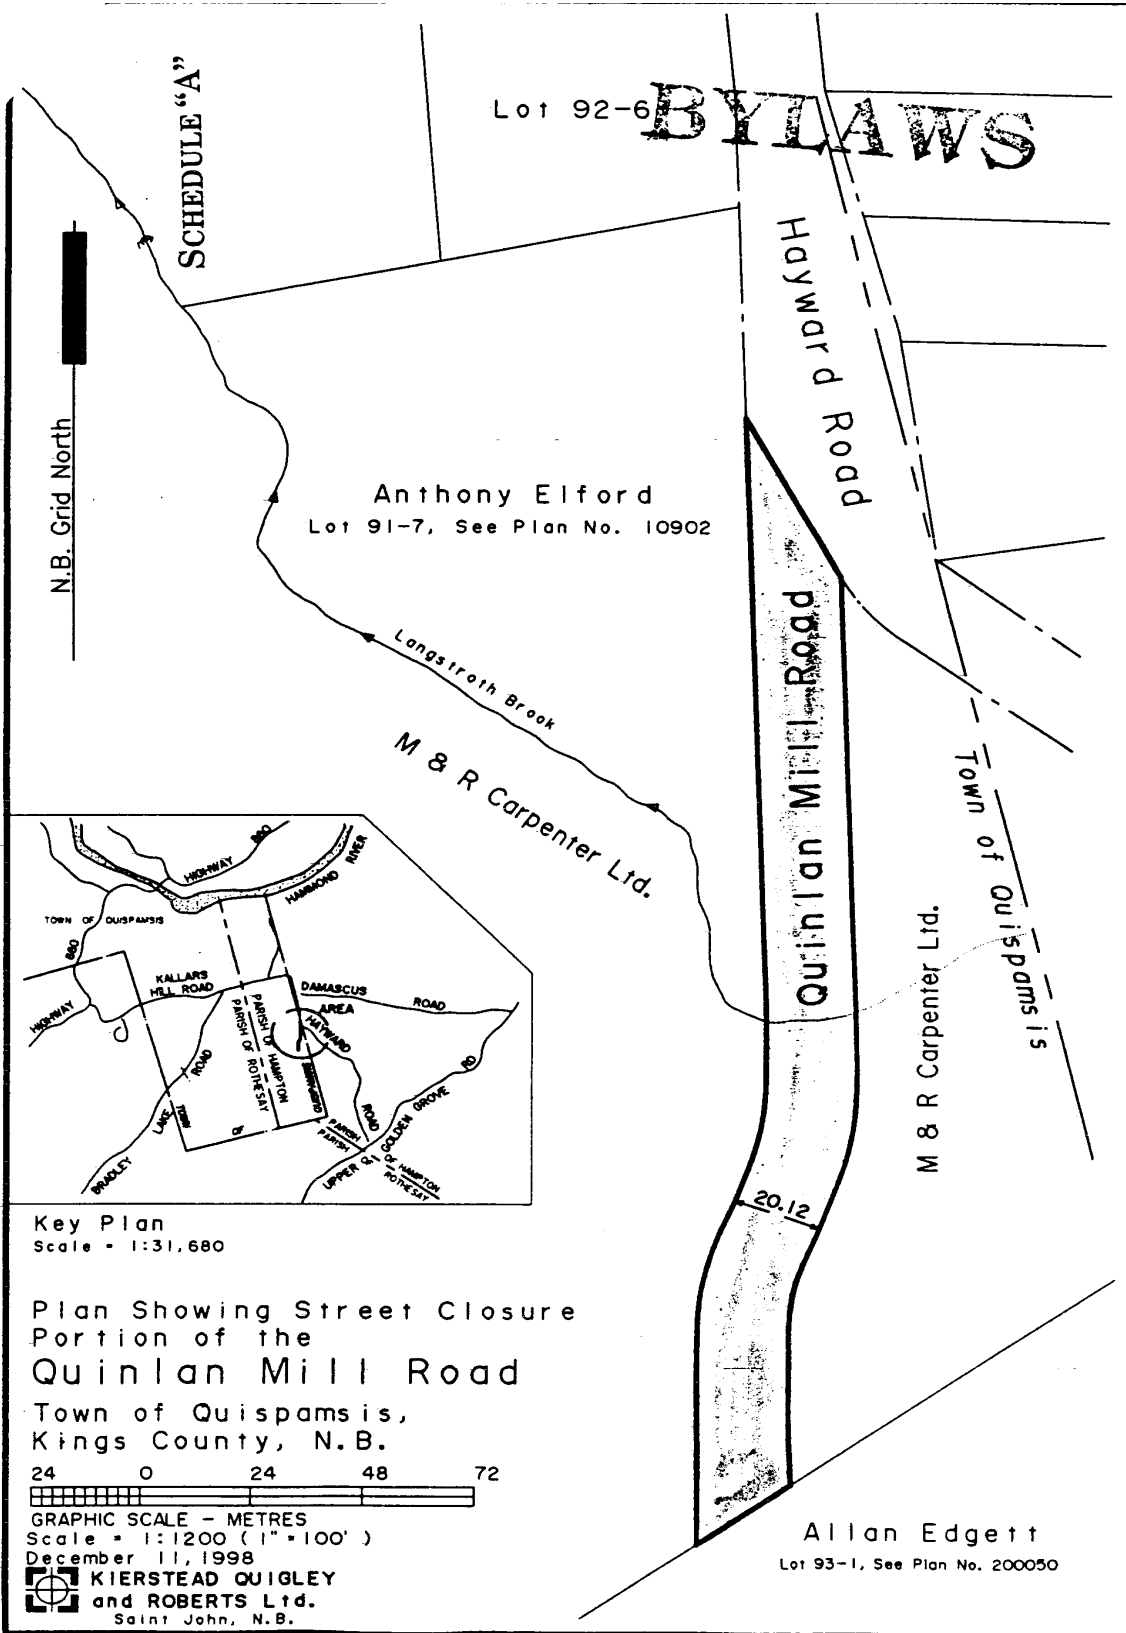 SCHEDULE "A"
Lot 92-6
BYLAWS
Hayward Road
N.B. Grid North
Anthony Elford
Lot 91-7, See Plan No. 10902
Langstroth Brook
M & R Carpenter Ltd.
Quinlan Mill Road
Town of Quispamsis
M & R Carpenter Ltd.
20.12
HIGHWAY 860
HAMMOND RIVER
TOWN OF QUISPAMSIS
HIGHWAY 860
KALLARS
HILL ROAD
DAMASCUS ROAD
AREA
HAYWARD ROAD
PARISH OF HAMPTON
PARISH OF ROTHESAY
BRADLEY LAKE ROAD
TOWN OF QUISPAMSIS
UPPER GOLDEN GROVE RD
PARISH OF HAMPTON
PARISH OF ROTHESAY
Key Plan
Scale = 1:31,680
Plan Showing Street Closure
Portion of the
Quinlan Mill Road
Town of Quispamsis,
Kings County, N.B.
24 0 24 48 72
GRAPHIC SCALE - METRES
Scale = 1:1200 ( 1" = 100' )
December 11, 1998
KIERSTEAD QUIGLEY
and ROBERTS Ltd.
Saint John, N.B.
Allan Edgett
Lot 93-1, See Plan No. 200050